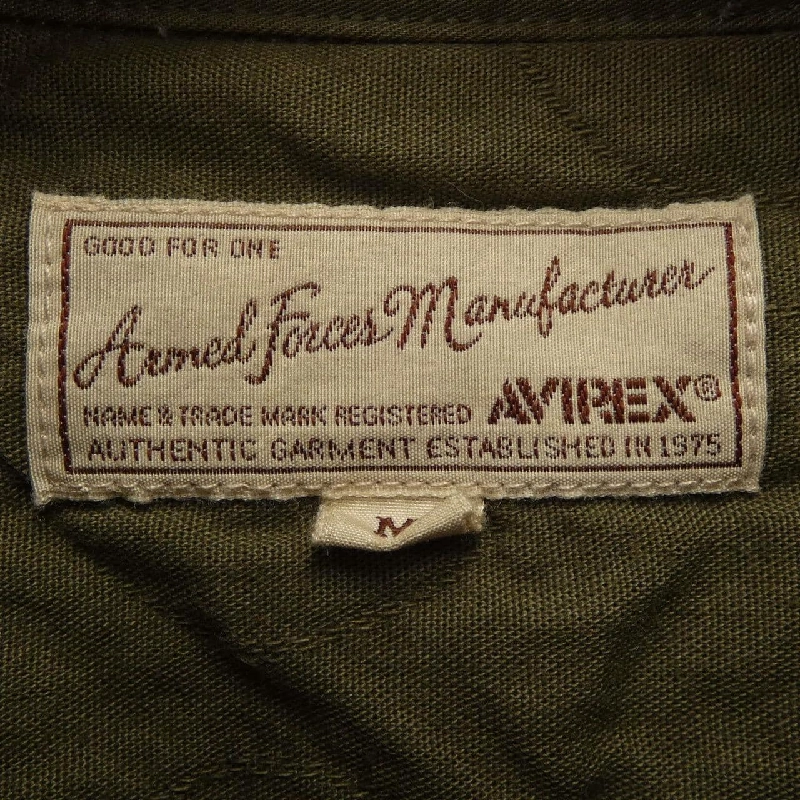 GOOD FOR ONE
Armed Forces Manufacturer
NAME & TRADE MARK REGISTERED AVIREX®
AUTHENTIC GARMENT ESTABLISHED IN 1975
M